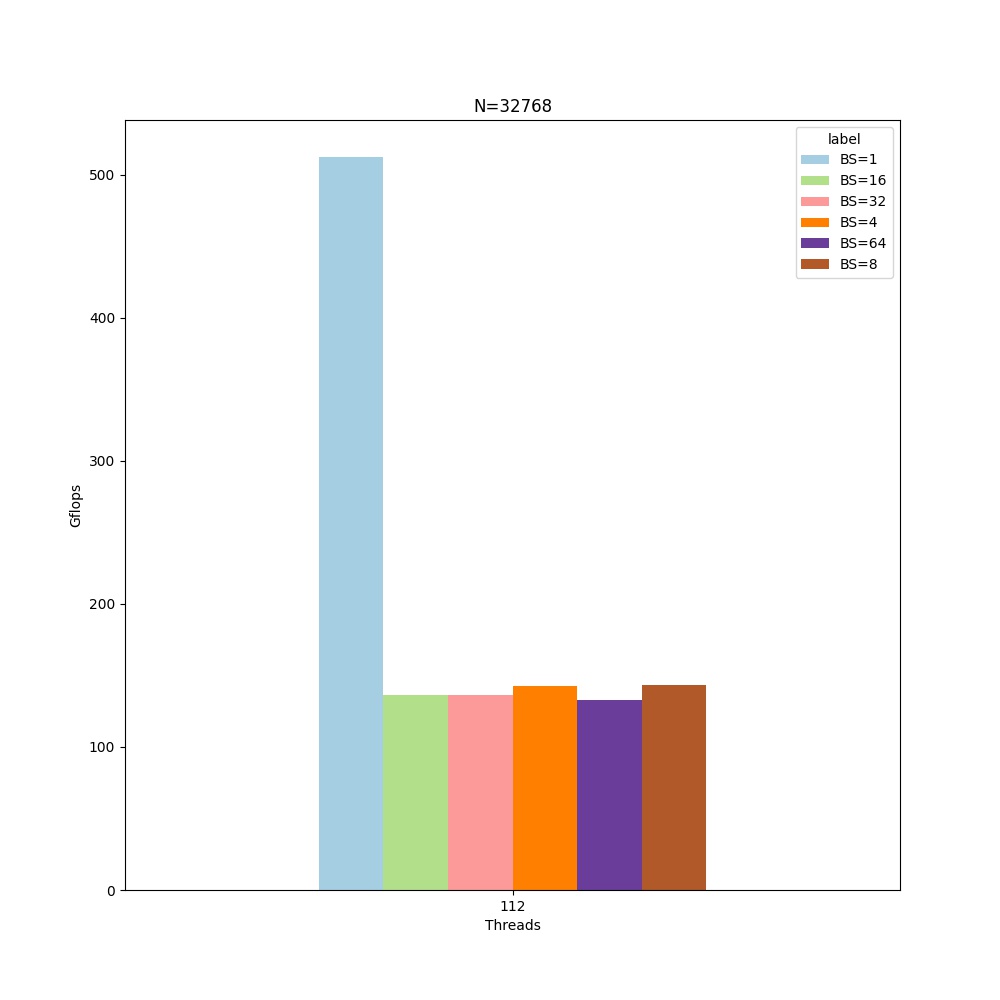 N=32768
label
BS=1
BS=16
BS=32
BS=4
BS=64
BS=8
500
400
300
200
100
0
Gflops
112
Threads